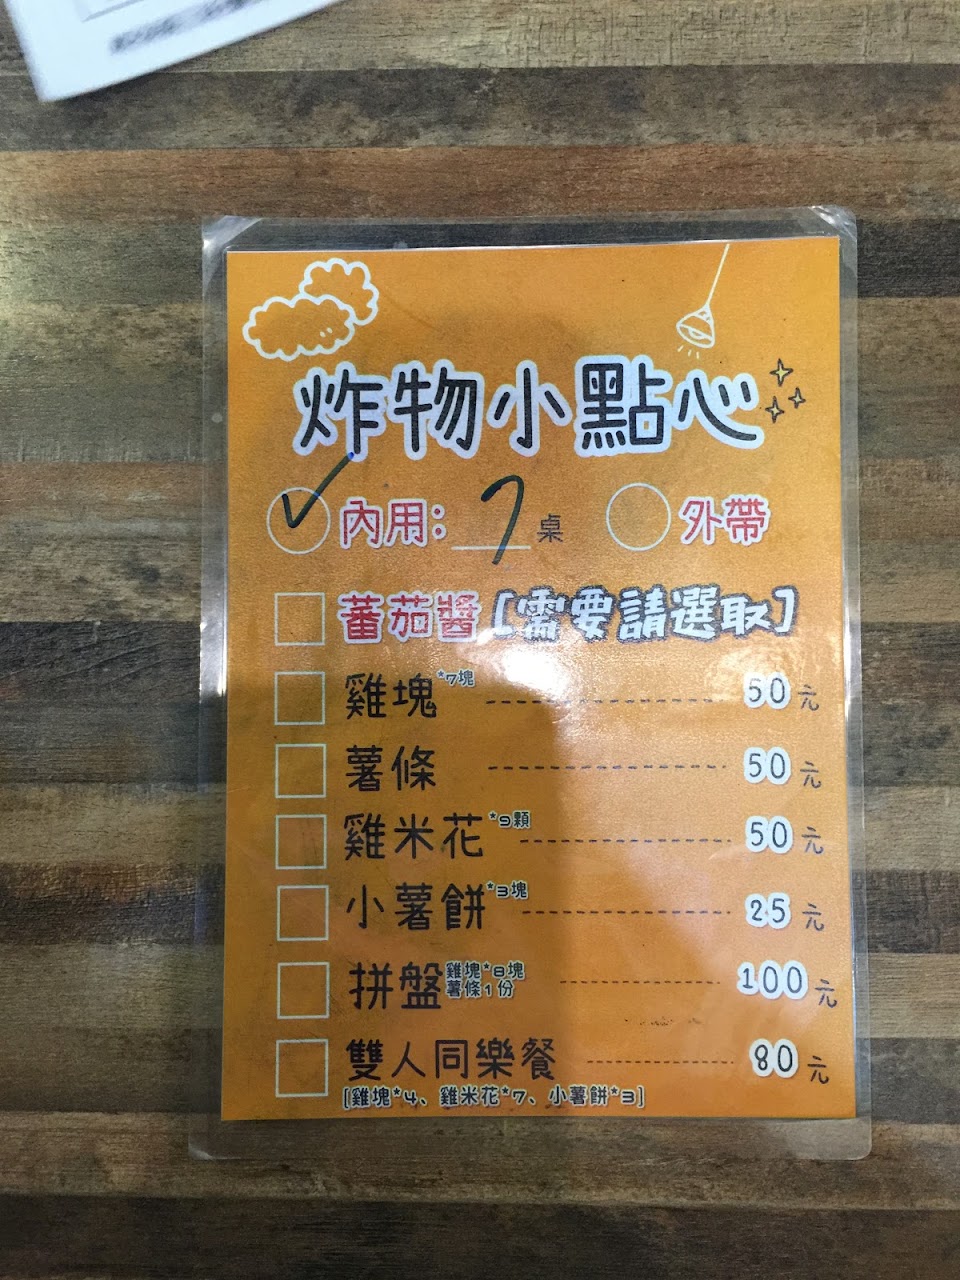 炸物小點心
內用：7桌 外帶
蕃茄醬[需要請選取]
雞塊*7塊 50元
薯條 50元
雞米花*9顆 50元
小薯餅*3塊 25元
拼盤 雞塊*8塊 100元
薯條1份
雙人同樂餐 80元
[雞塊*4、雞米花*7、小薯餅*3]